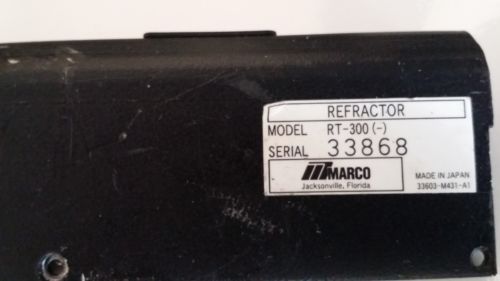 REFRACTOR
MODEL RT-300 (-)
SERIAL 33868
MARCO
Jacksonville, Florida
MADE IN JAPAN
33603-M431-A1